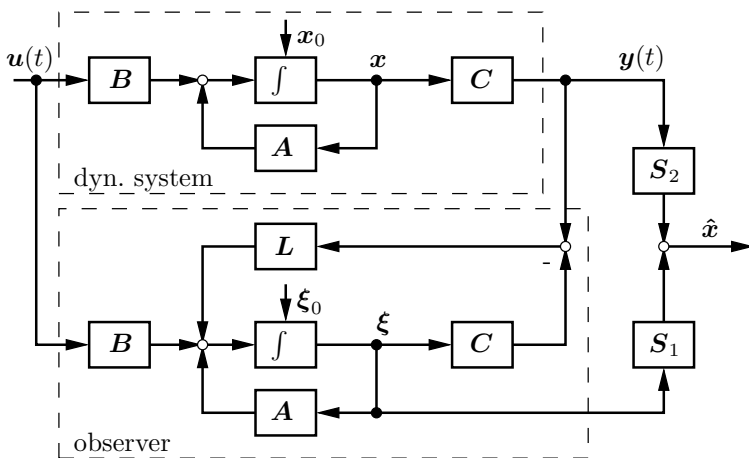 x₀
u(t) x y(t)
B ∫ C
A
dyn. system S₂
L x̂
-
ξ₀
ξ
B ∫ C S₁
A
observer